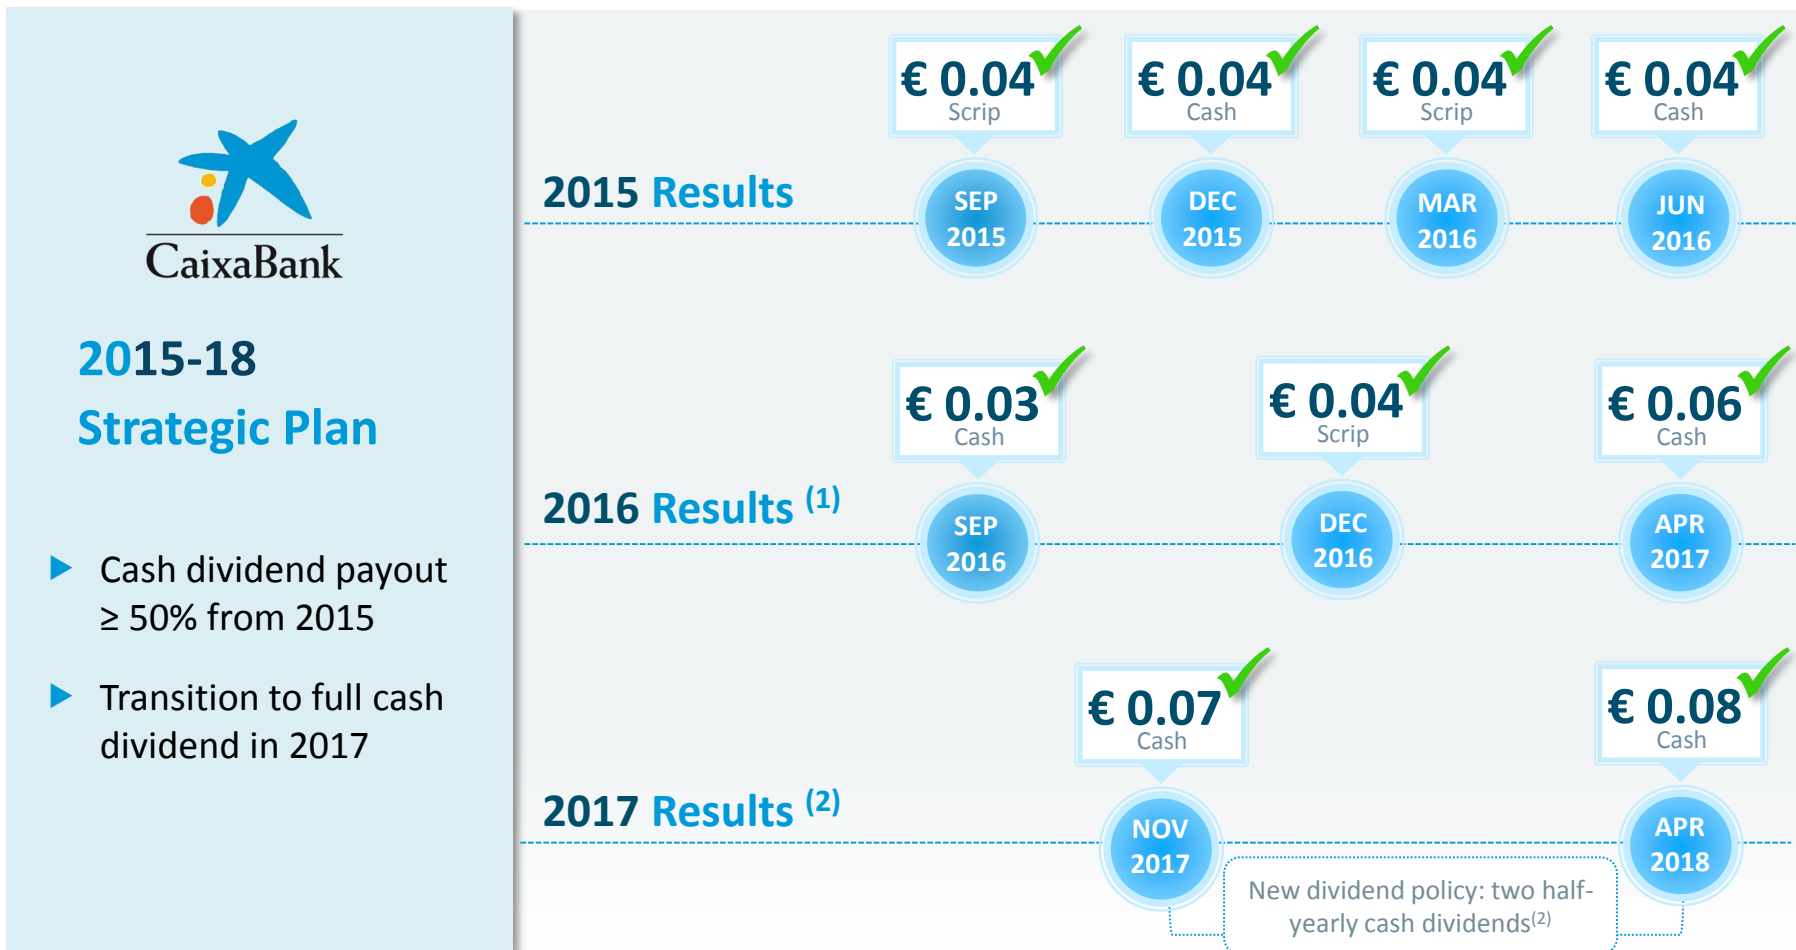 CaixaBank
2015-18
Strategic Plan
Cash dividend payout
≥ 50% from 2015
Transition to full cash
dividend in 2017
2015 Results
€ 0.04
Scrip
SEP
2015
€ 0.04
Cash
DEC
2015
€ 0.04
Scrip
MAR
2016
€ 0.04
Cash
JUN
2016
2016 Results (1)
€ 0.03
Cash
SEP
2016
€ 0.04
Scrip
DEC
2016
€ 0.06
Cash
APR
2017
2017 Results (2)
€ 0.07
Cash
NOV
2017
€ 0.08
Cash
APR
2018
New dividend policy: two half-
yearly cash dividends(2)